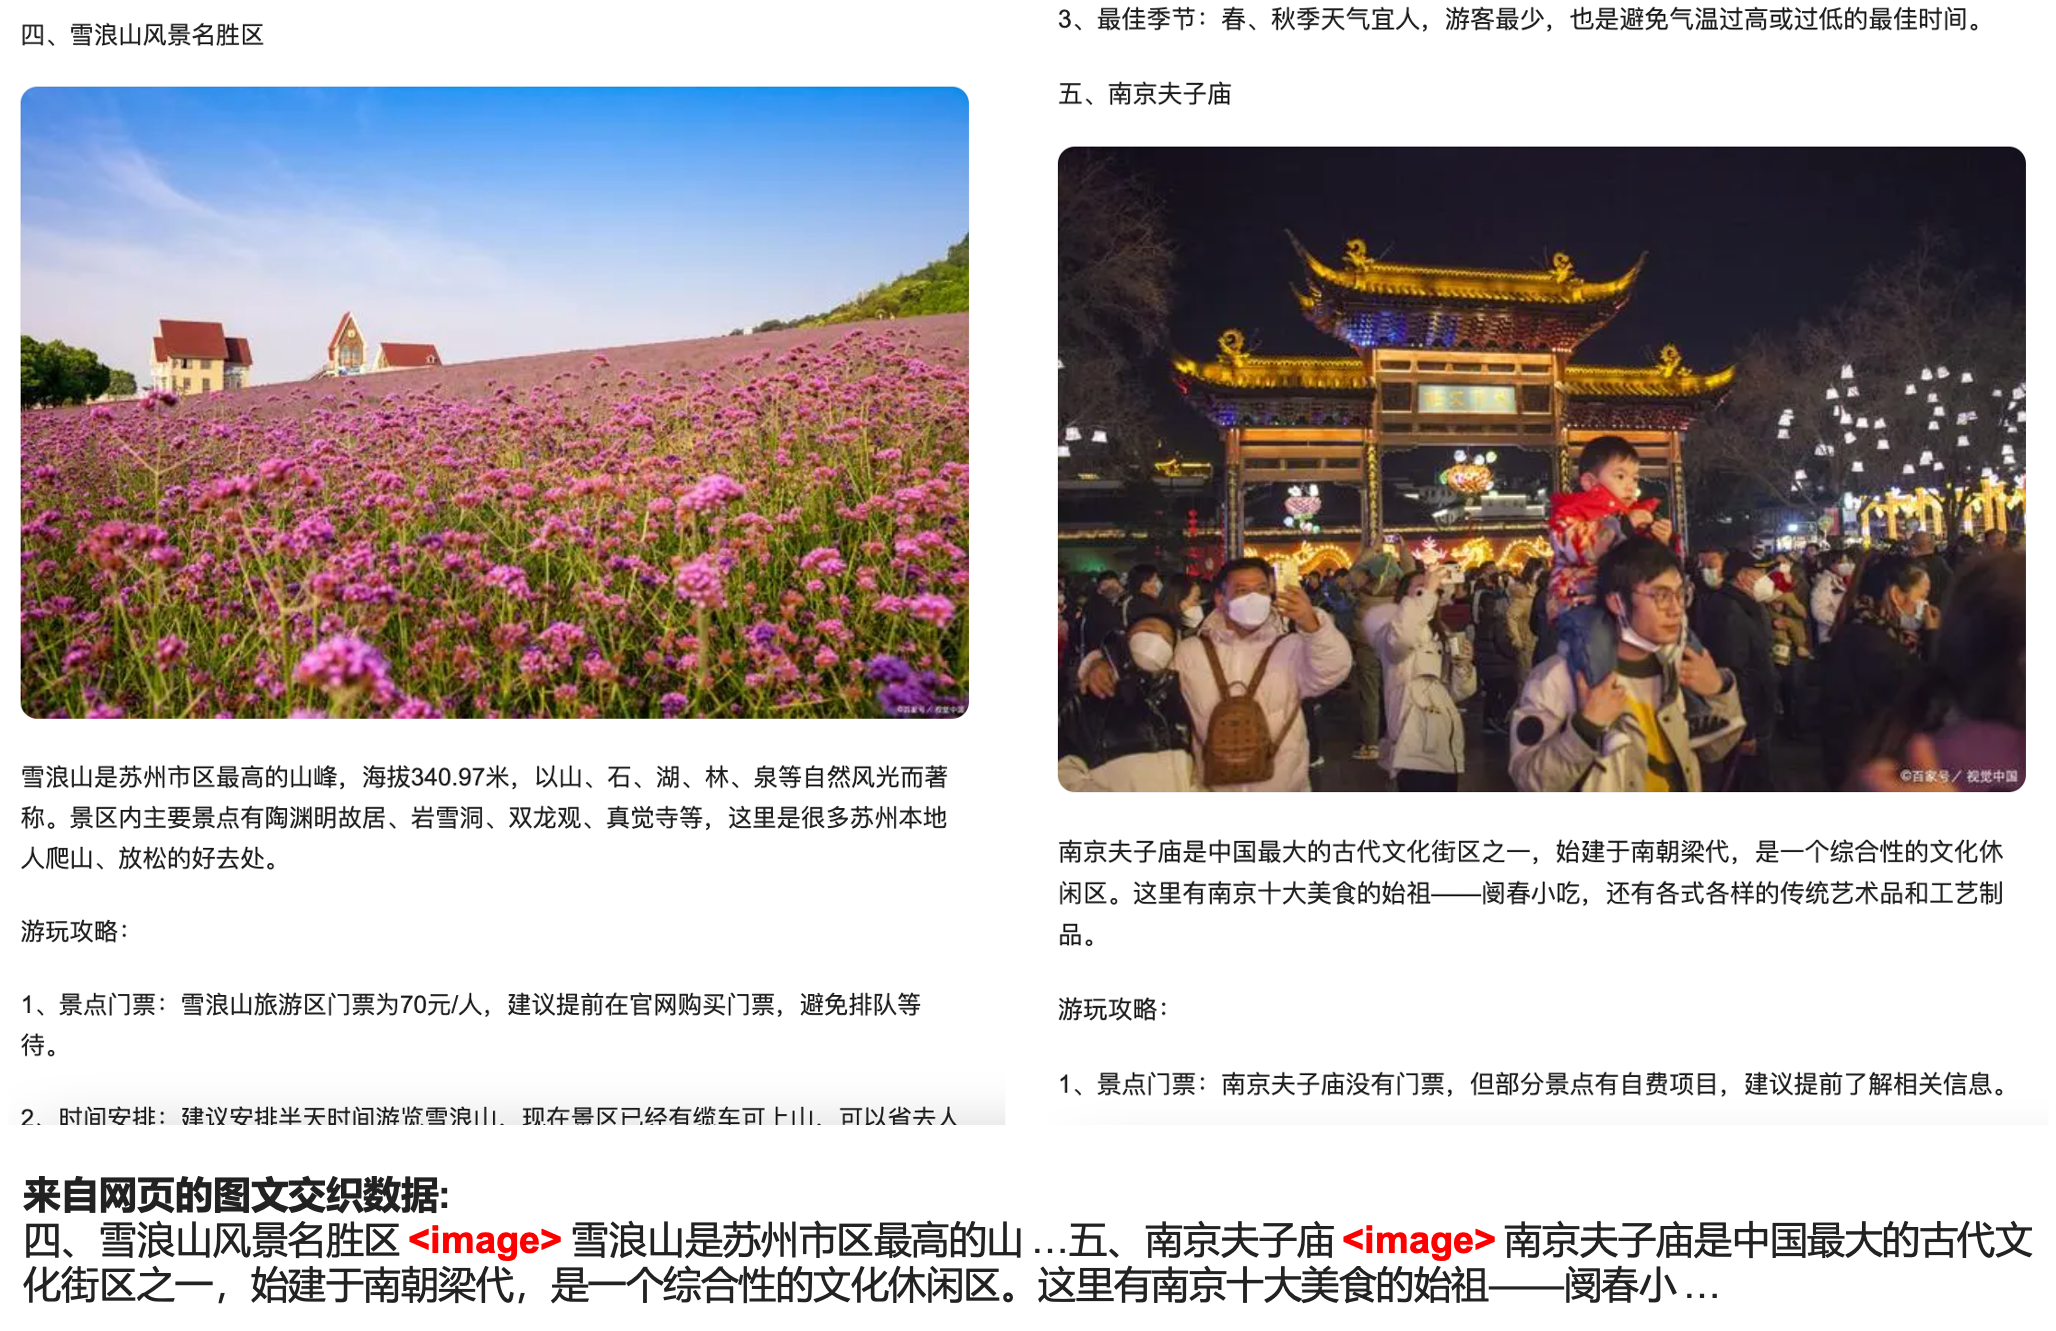 四、雪浪山风景名胜区
©百家号／视觉中国
雪浪山是苏州市区最高的山峰，海拔340.97米，以山、石、湖、林、泉等自然风光而著
称。景区内主要景点有陶渊明故居、岩雪洞、双龙观、真觉寺等，这里是很多苏州本地
人爬山、放松的好去处。
游玩攻略：
1、景点门票：雪浪山旅游区门票为70元/人，建议提前在官网购买门票，避免排队等
待。
2、时间安排：建议安排半天时间游览雪浪山，现在景区已经有缆车可上山，可以省去人
3、最佳季节：春、秋季天气宜人，游客最少，也是避免气温过高或过低的最佳时间。
五、南京夫子庙
©百家号／视觉中国
南京夫子庙是中国最大的古代文化街区之一，始建于南朝梁代，是一个综合性的文化休
闲区。这里有南京十大美食的始祖——阌春小吃，还有各式各样的传统艺术品和工艺制
品。
游玩攻略：
1、景点门票：南京夫子庙没有门票，但部分景点有自费项目，建议提前了解相关信息。
来自网页的图文交织数据:
四、雪浪山风景名胜区 <image> 雪浪山是苏州市区最高的山 ...五、南京夫子庙 <image> 南京夫子庙是中国最大的古代文
化街区之一，始建于南朝梁代，是一个综合性的文化休闲区。这里有南京十大美食的始祖——阌春小 ...